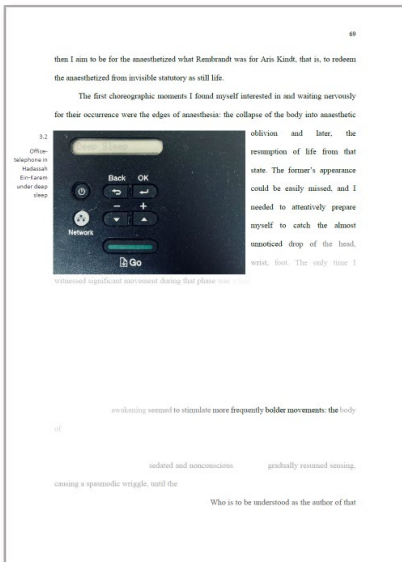 60
then I aim to be for the anaesthetized what Rembrandt was for Aris Kindt, that is, to redeem
the anaesthetized from invisible statutory as still life.
The first choreographic moments I found myself interested in and waiting nervously
for their occurrence were the edges of anaesthesia: the collapse of the body into anaesthetic
3.2
Office-
telephone in
Hadassah
Ein-Karem
under deep
sleep
Deep Sleep
Back OK
Network
Go
oblivion and later, the
resumption of life from that
state. The former's appearance
could be easily missed, and I
needed to attentively prepare
myself to catch the almost
unnoticed drop of the head,
wrist, foot. The only time I
witnessed significant movement during that phase was
awakening seemed to stimulate more frequently bolder movements: the body
of
sedated and nonconscious gradually resumed sensing,
causing a spasmodic wriggle, until the
Who is to be understood as the author of that